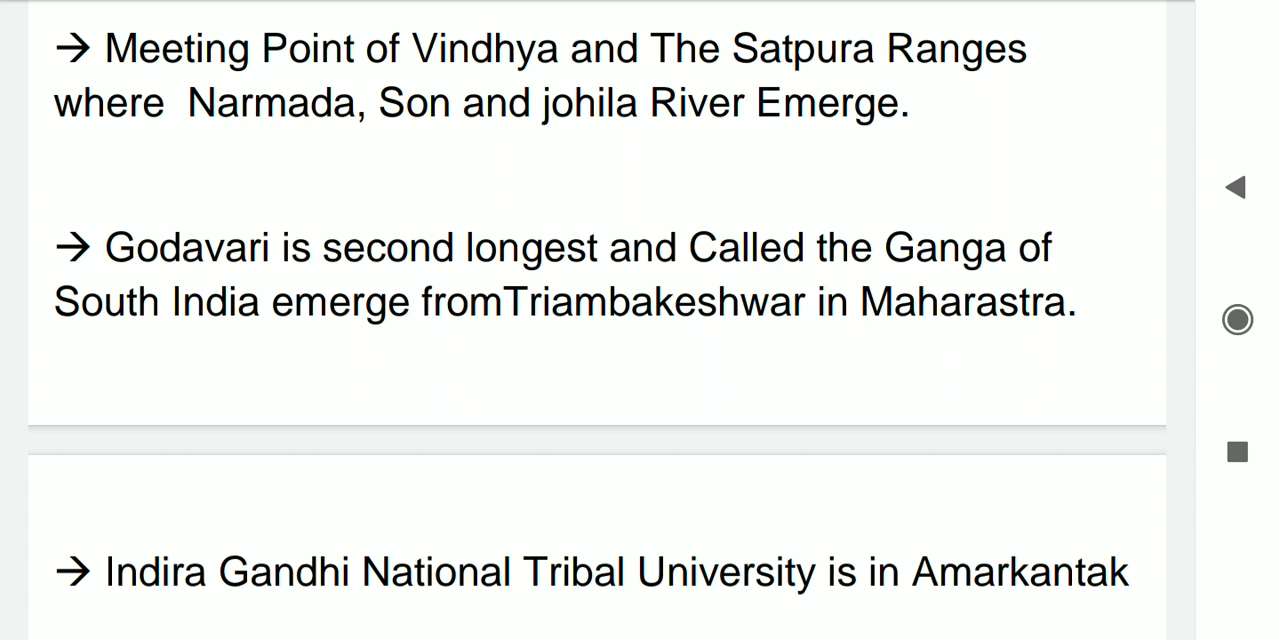 → Meeting Point of Vindhya and The Satpura Ranges
where  Narmada, Son and johila River Emerge.
→ Godavari is second longest and Called the Ganga of
South India emerge fromTriambakeshwar in Maharastra.
→ Indira Gandhi National Tribal University is in Amarkantak